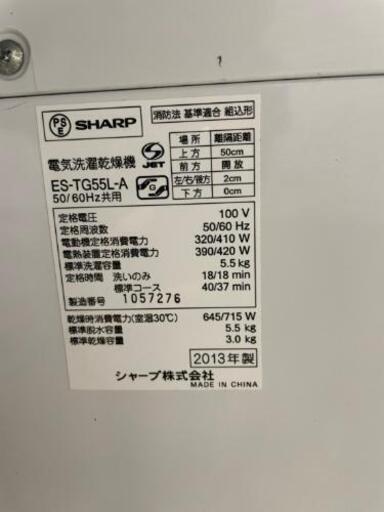 PSE SHARP
消防法 基準適合 組込形
電気洗濯乾燥機 S JET
ES-TG55L-A
50/60Hz共用
場所 離隔距離
上方 50cm
前方 開放
左/右/後方 2cm
下方 0cm
定格電圧 100 V
定格周波数 50/60 Hz
電動機定格消費電力 320/410 W
電熱装置定格消費電力 390/420 W
標準洗濯容量 5.5 kg
定格時間 洗いのみ 18/18 min
標準コース 40/37 min
製造番号 1057276
乾燥時消費電力(室温30℃) 645/715 W
標準脱水容量 5.5 kg
標準乾燥容量 3.0 kg
2013年製
シャープ株式会社
MADE IN CHINA